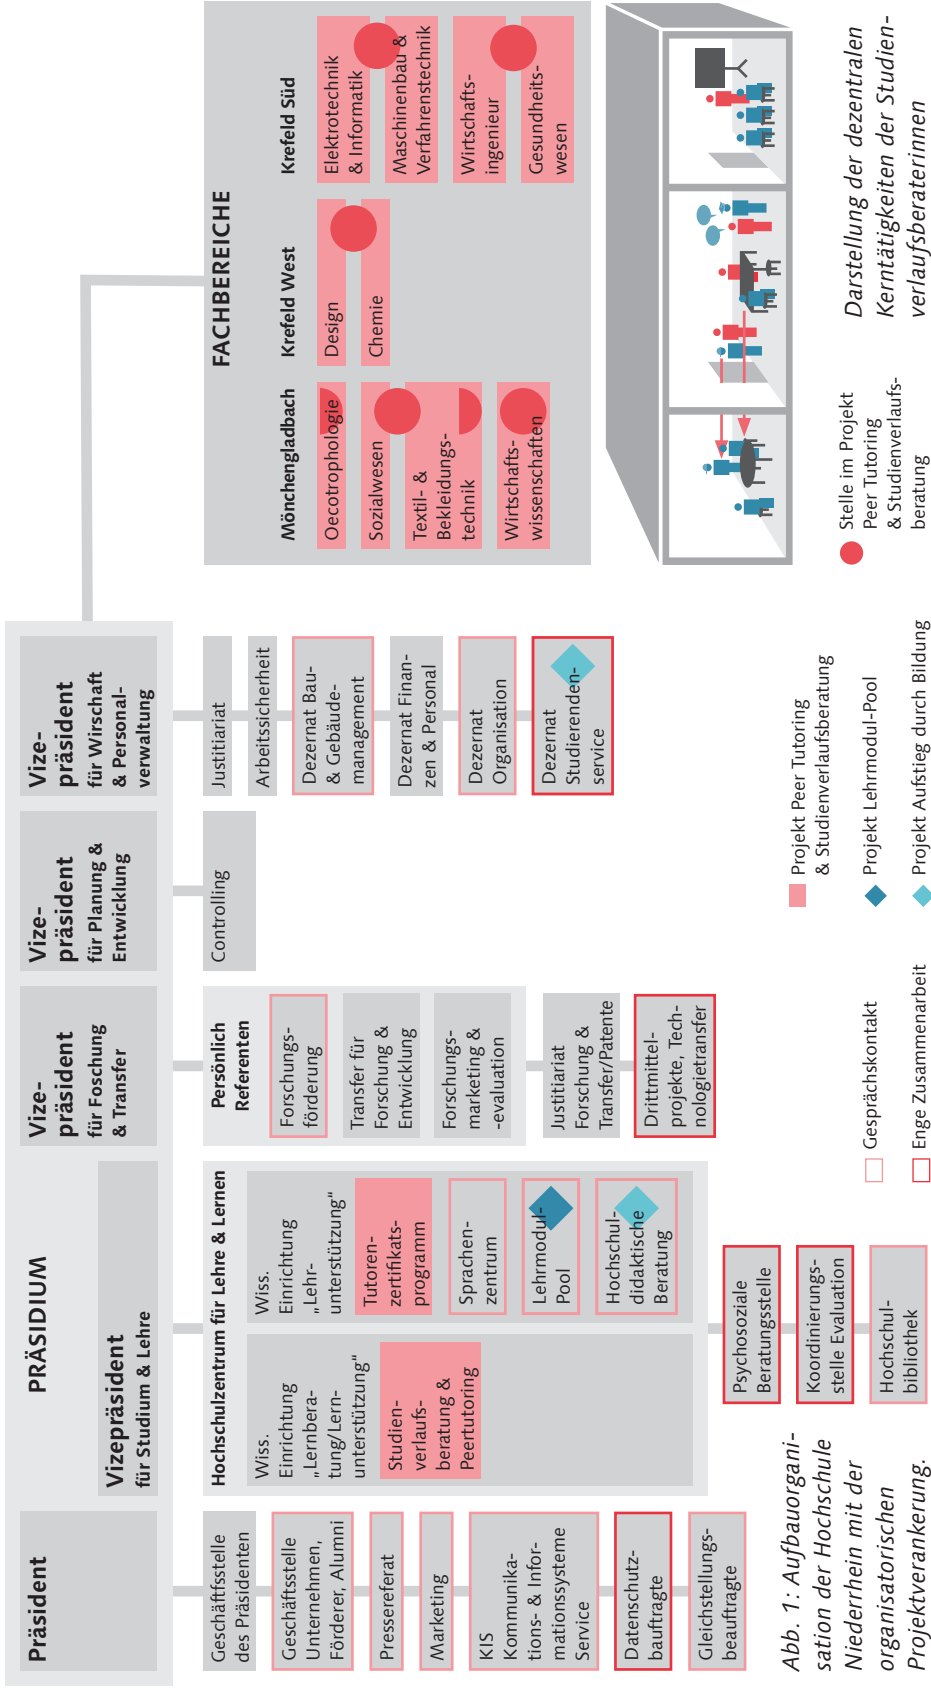 PRÄSIDIUM
Präsident
Geschäftsstelle
des Präsidenten
Geschäftsstelle
Unternehmen,
Förderer, Alumni
Pressereferat
Marketing
KIS
Kommunika-
tions- & Infor-
mationsysteme
Service
Datenschutz-
bauftragte
Gleichstellungs-
beauftragte
Vizepräsident
für Studium & Lehre
Hochschulzentrum für Lehre & Lernen
Wiss.
Einrichtung
„Lernbera-
tung/Lern-
unterstützung“
Studien-
verlaufs-
beratung &
Peertutoring
Wiss.
Einrichtung
„Lehr-
unterstützung“
Tutoren-
zertifikats-
programm
Sprachen-
zentrum
Lehrmodul-
Pool
Hochschul-
didaktische
Beratung
Psychosoziale
Beratungsstelle
Koordinierungs-
stelle Evaluation
Hochschul-
bibliothek
Vize-
präsident
für Foschung
& Transfer
Persönlich
Referenten
Forschungs-
förderung
Transfer für
Forschung &
Entwicklung
Forschungs-
marketing &
-evaluation
Justitiariat
Forschung &
Transfer/Patente
Drittmittel-
projekte, Tech-
nologietransfer
Vize-
präsident
für Planung &
Entwicklung
Controlling
Vize-
präsident
für Wirschaft
& Personal-
verwaltung
Justitiariat
Arbeitssicherheit
Dezernat Bau-
& Gebäude-
management
Dezernat Finan-
zen & Personal
Dezernat
Organisation
Dezernat
Studierenden-
service
FACHBEREICHE
Mönchengladbach
Oecotrophologie
Sozialwesen
Textil- &
Bekleidungs-
technik
Wirtschafts-
wissenschaften
Krefeld West
Design
Chemie
Krefeld Süd
Elektrotechnik
& Informatik
Maschinenbau &
Verfahrenstechnik
Wirtschafts-
ingenieur
Gesundheits-
wesen
Abb. 1: Aufbauorgani-
sation der Hochschule
Niederrhein mit der
organisatorischen
Projektverankerung.
Gesprächskontakt
Enge Zusammenarbeit
Projekt Peer Tutoring
& Studienverlaufsberatung
Projekt Lehrmodul-Pool
Projekt Aufstieg durch Bildung
Stelle im Projekt
Peer Tutoring
& Studienverlaufs-
beratung
Darstellung der dezentralen
Kerntätigkeiten der Studien-
verlaufsberaterinnen